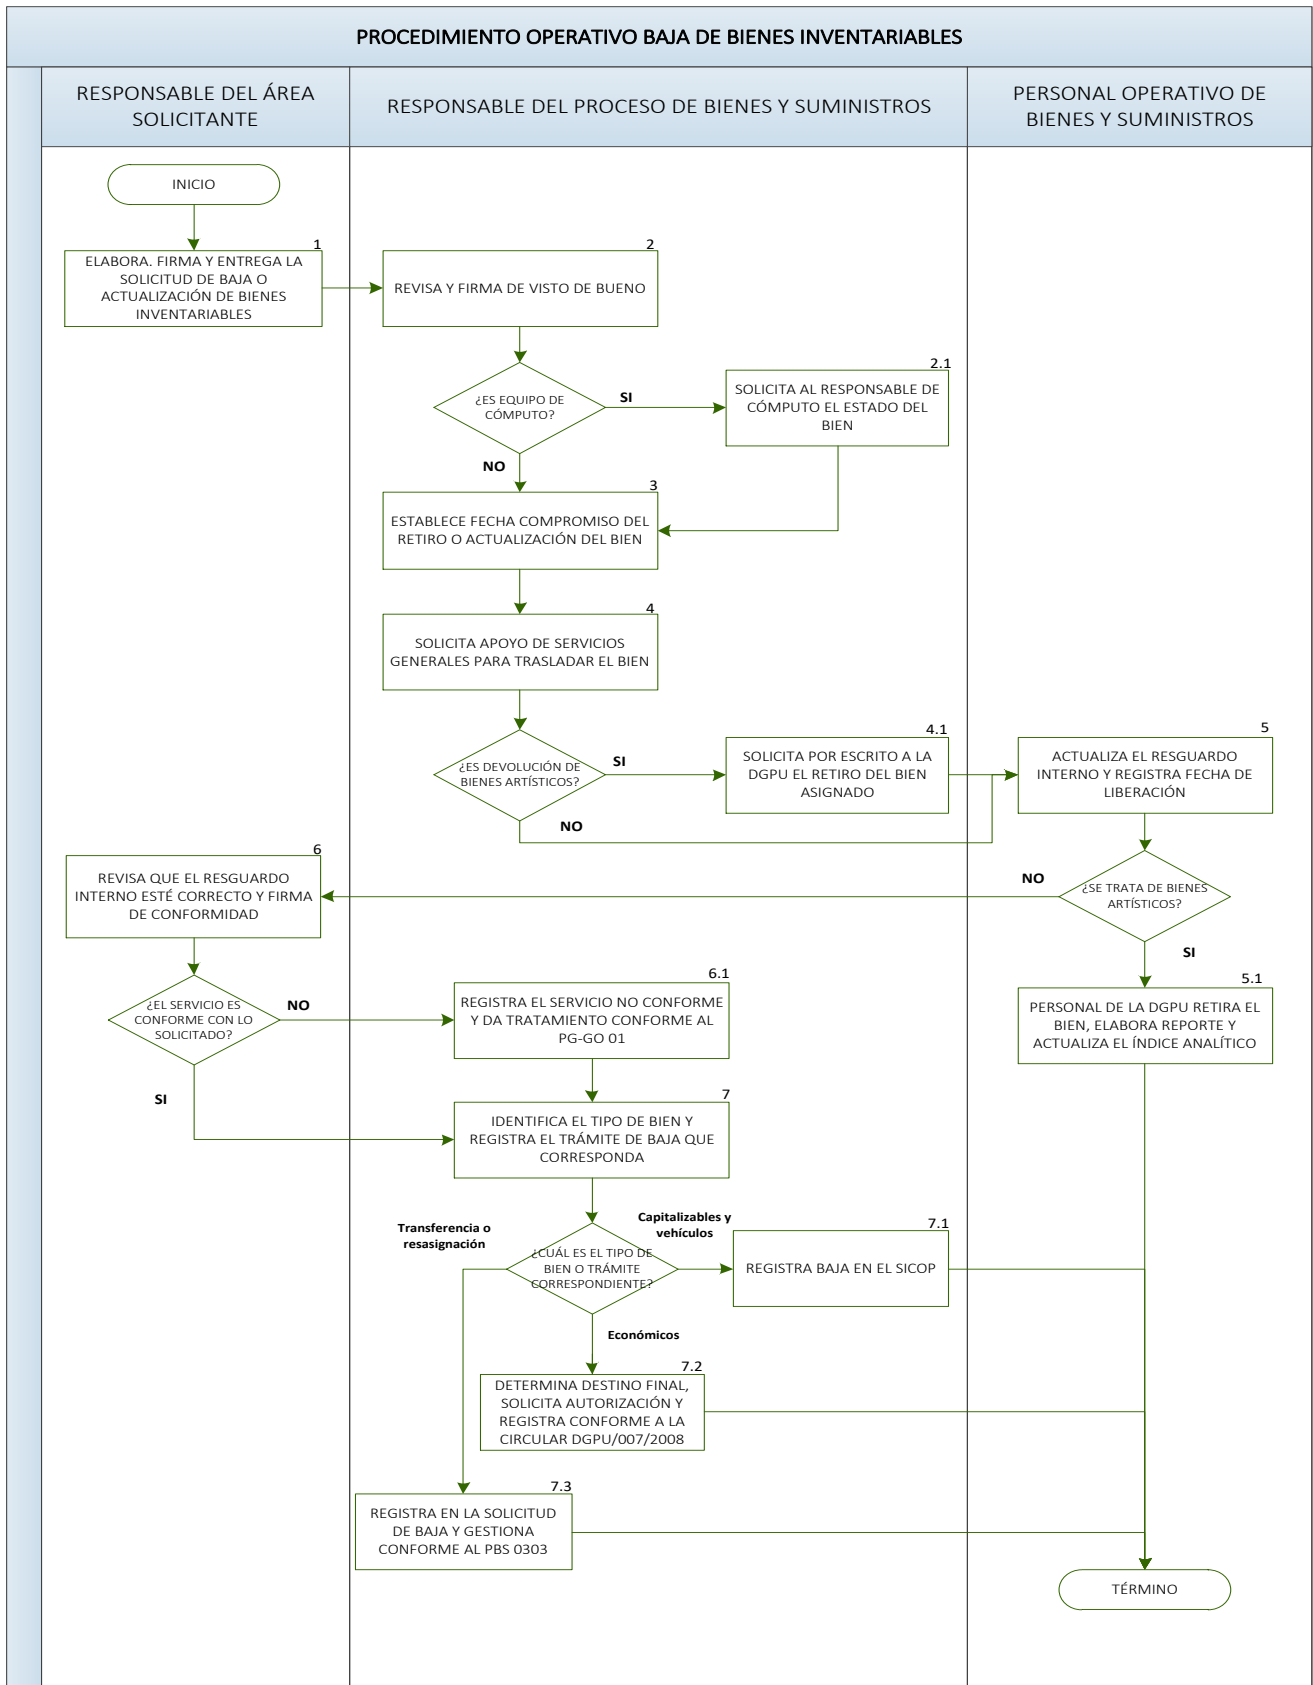 PROCEDIMIENTO OPERATIVO BAJA DE BIENES INVENTARIABLES
RESPONSABLE DEL ÁREA
SOLICITANTE
RESPONSABLE DEL PROCESO DE BIENES Y SUMINISTROS
PERSONAL OPERATIVO DE
BIENES Y SUMINISTROS
INICIO
1
ELABORA. FIRMA Y ENTREGA LA
SOLICITUD DE BAJA O
ACTUALIZACIÓN DE BIENES
INVENTARIABLES
2
REVISA Y FIRMA DE VISTO DE BUENO
¿ES EQUIPO DE
CÓMPUTO?
SI
2.1
SOLICITA AL RESPONSABLE DE
CÓMPUTO EL ESTADO DEL
BIEN
NO
3
ESTABLECE FECHA COMPROMISO DEL
RETIRO O ACTUALIZACIÓN DEL BIEN
4
SOLICITA APOYO DE SERVICIOS
GENERALES PARA TRASLADAR EL BIEN
¿ES DEVOLUCIÓN DE
BIENES ARTÍSTICOS?
SI
4.1
SOLICITA POR ESCRITO A LA
DGPU EL RETIRO DEL BIEN
ASIGNADO
NO
5
ACTUALIZA EL RESGUARDO
INTERNO Y REGISTRA FECHA DE
LIBERACIÓN
¿SE TRATA DE BIENES
ARTÍSTICOS?
NO
SI
5.1
PERSONAL DE LA DGPU RETIRA EL
BIEN, ELABORA REPORTE Y
ACTUALIZA EL ÍNDICE ANALÍTICO
6
REVISA QUE EL RESGUARDO
INTERNO ESTÉ CORRECTO Y FIRMA
DE CONFORMIDAD
¿EL SERVICIO ES
CONFORME CON LO
SOLICITADO?
NO
SI
6.1
REGISTRA EL SERVICIO NO CONFORME
Y DA TRATAMIENTO CONFORME AL
PG-GO 01
7
IDENTIFICA EL TIPO DE BIEN Y
REGISTRA EL TRÁMITE DE BAJA QUE
CORRESPONDA
¿CUÁL ES EL TIPO DE
BIEN O TRÁMITE
CORRESPONDIENTE?
Transferencia o
resasignación
Capitalizables y
vehículos
7.1
REGISTRA BAJA EN EL SICOP
Económicos
7.2
DETERMINA DESTINO FINAL,
SOLICITA AUTORIZACIÓN Y
REGISTRA CONFORME A LA
CIRCULAR DGPU/007/2008
7.3
REGISTRA EN LA SOLICITUD
DE BAJA Y GESTIONA
CONFORME AL PBS 0303
TÉRMINO